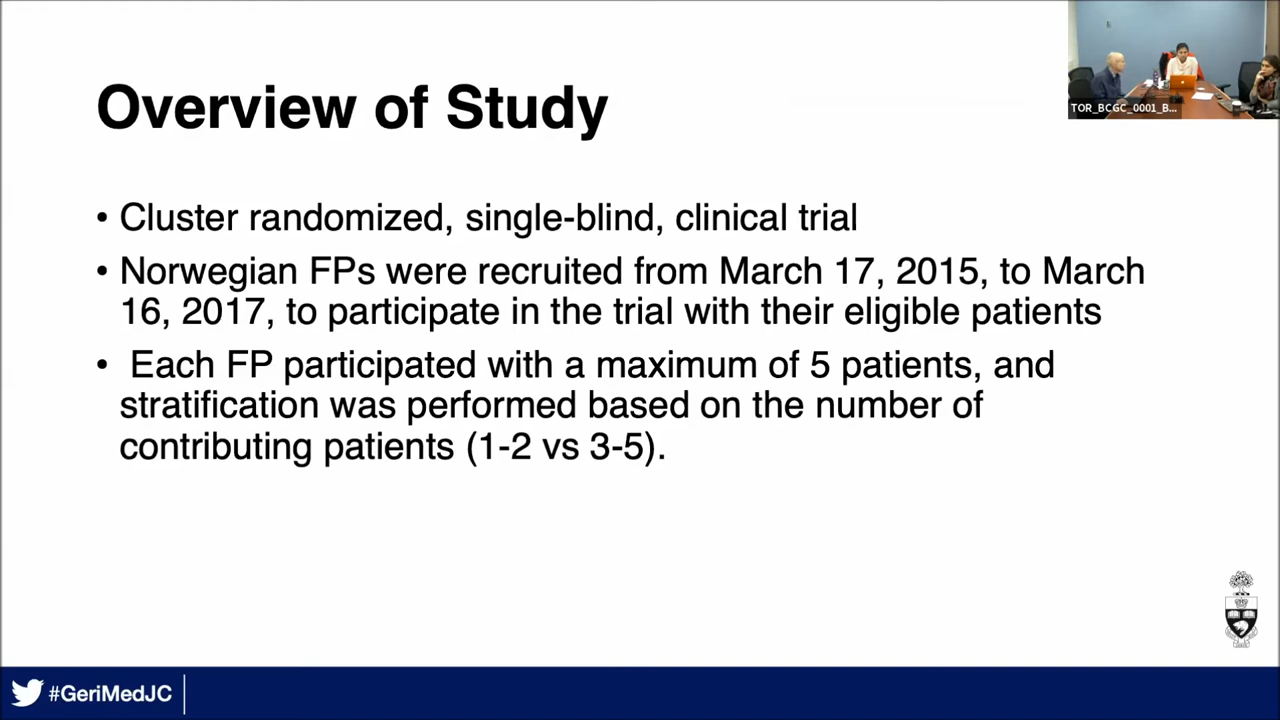 TOR_BCGC_0001_B...
Overview of Study
• Cluster randomized, single-blind, clinical trial
• Norwegian FPs were recruited from March 17, 2015, to March
16, 2017, to participate in the trial with their eligible patients
• Each FP participated with a maximum of 5 patients, and
stratification was performed based on the number of
contributing patients (1-2 vs 3-5).
#GeriMedJC